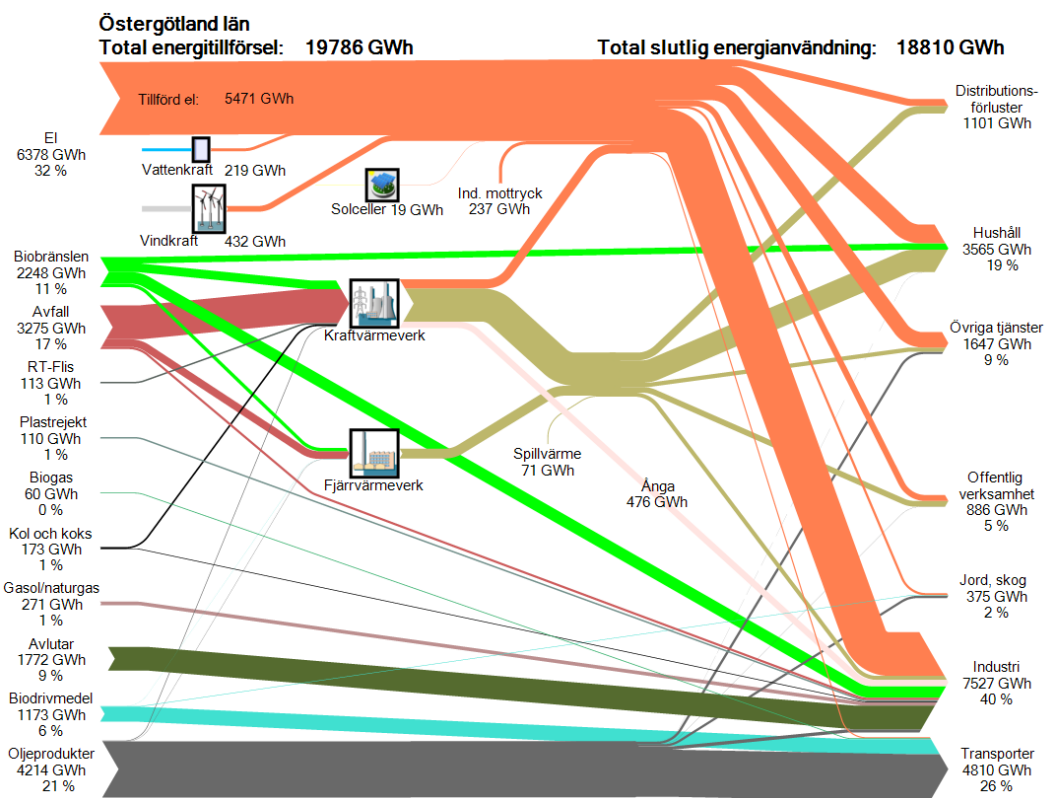 Östergötland län
Total energitillförsel: 19786 GWh
Total slutlig energianvändning: 18810 GWh
Tillförd el: 5471 GWh
El
6378 GWh
32 %
Vattenkraft 219 GWh
Vindkraft 432 GWh
Solceller 19 GWh
Ind. mottryck
237 GWh
Biobränslen
2248 GWh
11 %
Avfall
3275 GWh
17 %
RT-Flis
113 GWh
1 %
Plastrejekt
110 GWh
1 %
Biogas
60 GWh
0 %
Kol och koks
173 GWh
1 %
Gasol/naturgas
271 GWh
1 %
Avlutar
1772 GWh
9 %
Biodrivmedel
1173 GWh
6 %
Oljeprodukter
4214 GWh
21 %
Kraftvärmeverk
Fjärrvärmeverk
Spillvärme
71 GWh
Ånga
476 GWh
Distributions-
förluster
1101 GWh
Hushåll
3565 GWh
19 %
Övriga tjänster
1647 GWh
9 %
Offentlig
verksamhet
886 GWh
5 %
Jord, skog
375 GWh
2 %
Industri
7527 GWh
40 %
Transporter
4810 GWh
26 %